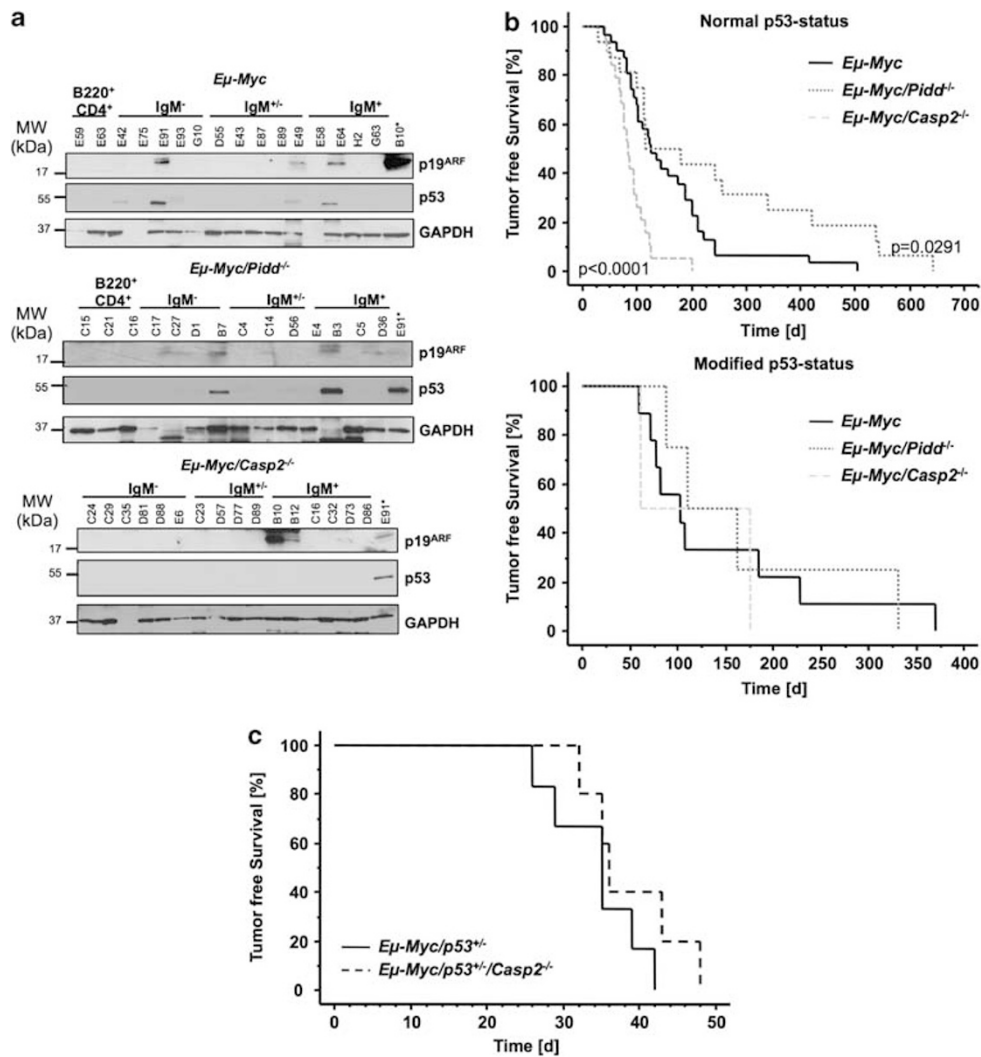 a
Eµ-Myc
B220+
CD4+ IgM- IgM+/- IgM+
MW
(kDa)
E59 E63 E42 E75 E91 E93 G10 D55 E43 E87 E89 E49 E58 E64 H2 G63 B10*
17 p19ARF
55 p53
37 GAPDH
Eµ-Myc/Pidd-/-
B220+
CD4+ IgM- IgM+/- IgM+
MW
(kDa)
C15 C21 C16 C17 C27 D1 B7 C4 C14 D56 E4 B3 C5 D36 E91*
17 p19ARF
55 p53
37 GAPDH
Eµ-Myc/Casp2-/-
IgM- IgM+/- IgM+
MW
(kDa)
C24 C29 C35 D81 D88 E6 C23 D57 D77 D89 B10 B12 C16 C32 D73 D86 E91*
17 p19ARF
55 p53
37 GAPDH
b
Normal p53-status
Eµ-Myc
Eµ-Myc/Pidd-/-
Eµ-Myc/Casp2-/-
Tumor free Survival [%]
100
80
60
40
20
0
p<0.0001
p=0.0291
0 100 200 300 400 500 600 700
Time [d]
Modified p53-status
Eµ-Myc
Eµ-Myc/Pidd-/-
Eµ-Myc/Casp2-/-
Tumor free Survival [%]
100
80
60
40
20
0
0 50 100 150 200 250 300 350 400
Time [d]
c
Tumor free Survival [%]
100
80
60
40
20
0
Eµ-Myc/p53+/-
Eµ-Myc/p53+/-/Casp2-/-
0 20 40 50
Time [d]